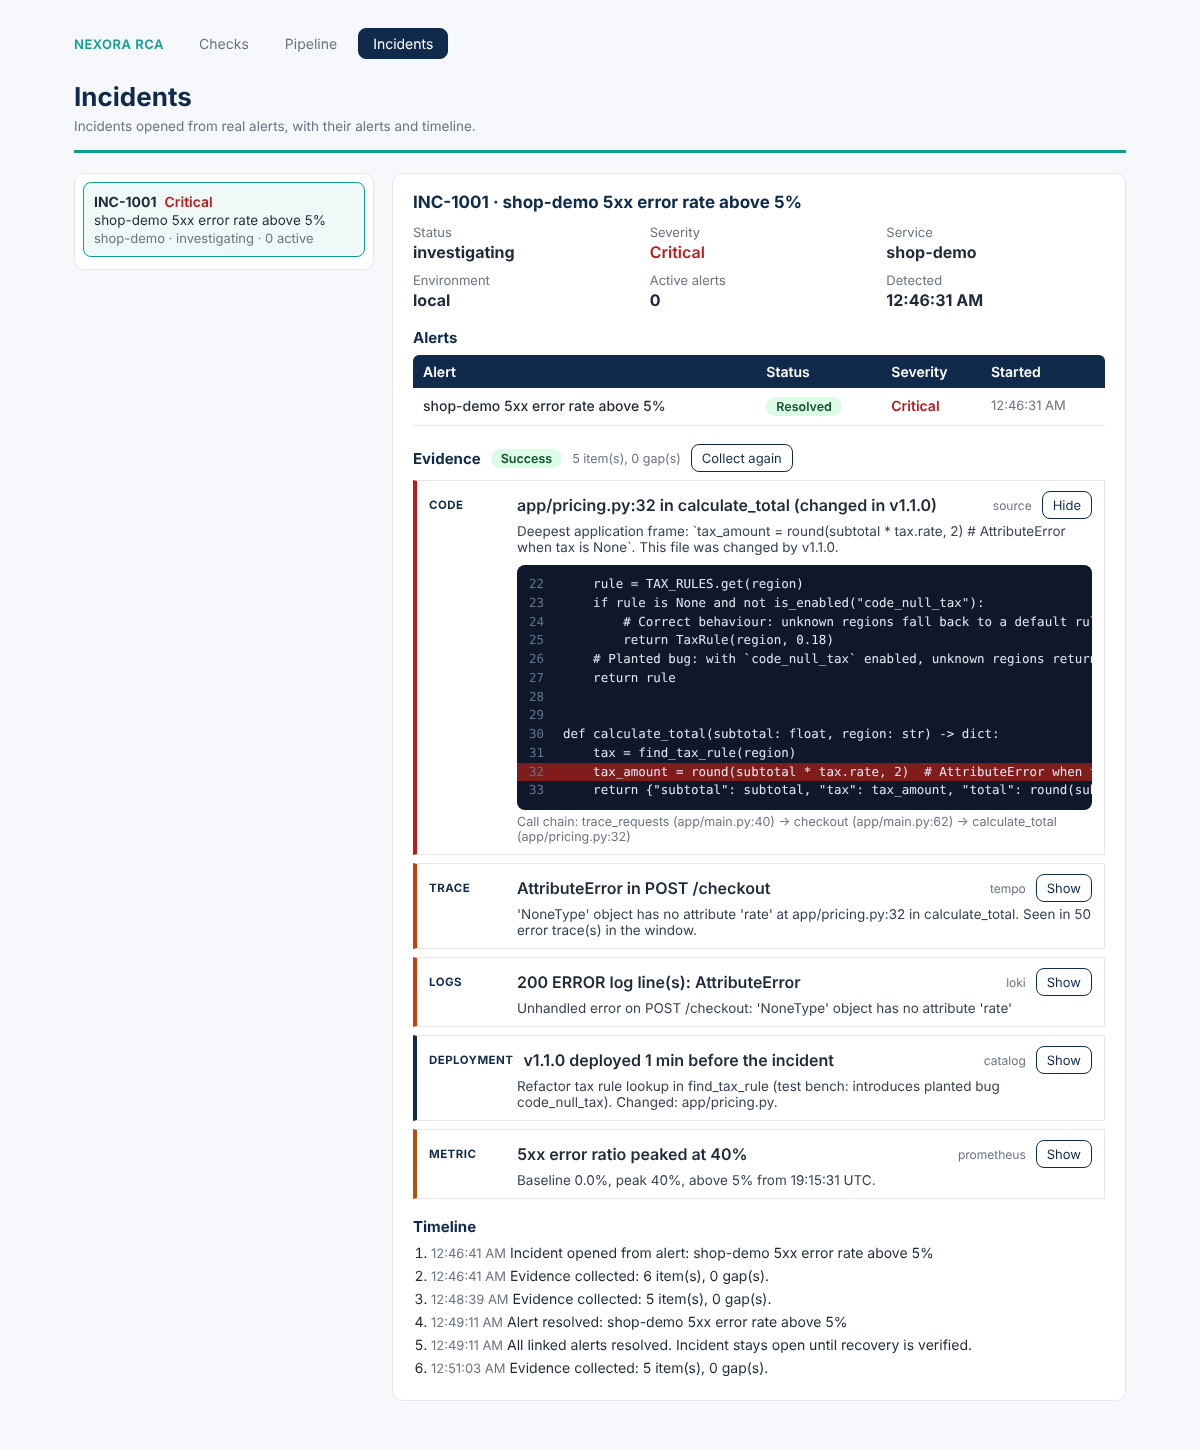 NEXORA RCA Checks Pipeline Incidents
Incidents
Incidents opened from real alerts, with their alerts and timeline.
INC-1001 Critical
shop-demo 5xx error rate above 5%
shop-demo · investigating · 0 active
INC-1001 · shop-demo 5xx error rate above 5%
Status Severity Service
investigating Critical shop-demo
Environment Active alerts Detected
local 0 12:46:31 AM
Alerts
Alert Status Severity Started
shop-demo 5xx error rate above 5% Resolved Critical 12:46:31 AM
Evidence Success 5 item(s), 0 gap(s) Collect again
CODE app/pricing.py:32 in calculate_total (changed in v1.1.0) source Hide
Deepest application frame: `tax_amount = round(subtotal * tax.rate, 2) # AttributeError
when tax is None`. This file was changed by v1.1.0.
22 rule = TAX_RULES.get(region)
23 if rule is None and not is_enabled("code_null_tax"):
24 # Correct behaviour: unknown regions fall back to a default rul
25 return TaxRule(region, 0.18)
26 # Planted bug: with `code_null_tax` enabled, unknown regions return
27 return rule
28
29
30 def calculate_total(subtotal: float, region: str) -> dict:
31 tax = find_tax_rule(region)
32 tax_amount = round(subtotal * tax.rate, 2) # AttributeError when
33 return {"subtotal": subtotal, "tax": tax_amount, "total": round(sub
Call chain: trace_requests (app/main.py:40) → checkout (app/main.py:62) → calculate_total
(app/pricing.py:32)
TRACE AttributeError in POST /checkout tempo Show
'NoneType' object has no attribute 'rate' at app/pricing.py:32 in calculate_total. Seen in 50
error trace(s) in the window.
LOGS 200 ERROR log line(s): AttributeError loki Show
Unhandled error on POST /checkout: 'NoneType' object has no attribute 'rate'
DEPLOYMENT v1.1.0 deployed 1 min before the incident catalog Show
Refactor tax rule lookup in find_tax_rule (test bench: introduces planted bug
code_null_tax). Changed: app/pricing.py.
METRIC 5xx error ratio peaked at 40% prometheus Show
Baseline 0.0%, peak 40%, above 5% from 19:15:31 UTC.
Timeline
1. 12:46:41 AM Incident opened from alert: shop-demo 5xx error rate above 5%
2. 12:46:41 AM Evidence collected: 6 item(s), 0 gap(s).
3. 12:48:39 AM Evidence collected: 5 item(s), 0 gap(s).
4. 12:49:11 AM Alert resolved: shop-demo 5xx error rate above 5%
5. 12:49:11 AM All linked alerts resolved. Incident stays open until recovery is verified.
6. 12:51:03 AM Evidence collected: 5 item(s), 0 gap(s).